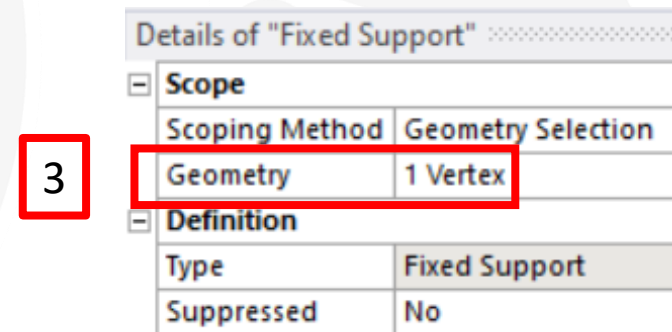 Details of "Fixed Support"
Scope
Scoping Method Geometry Selection
3 Geometry 1 Vertex
Definition
Type Fixed Support
Suppressed No